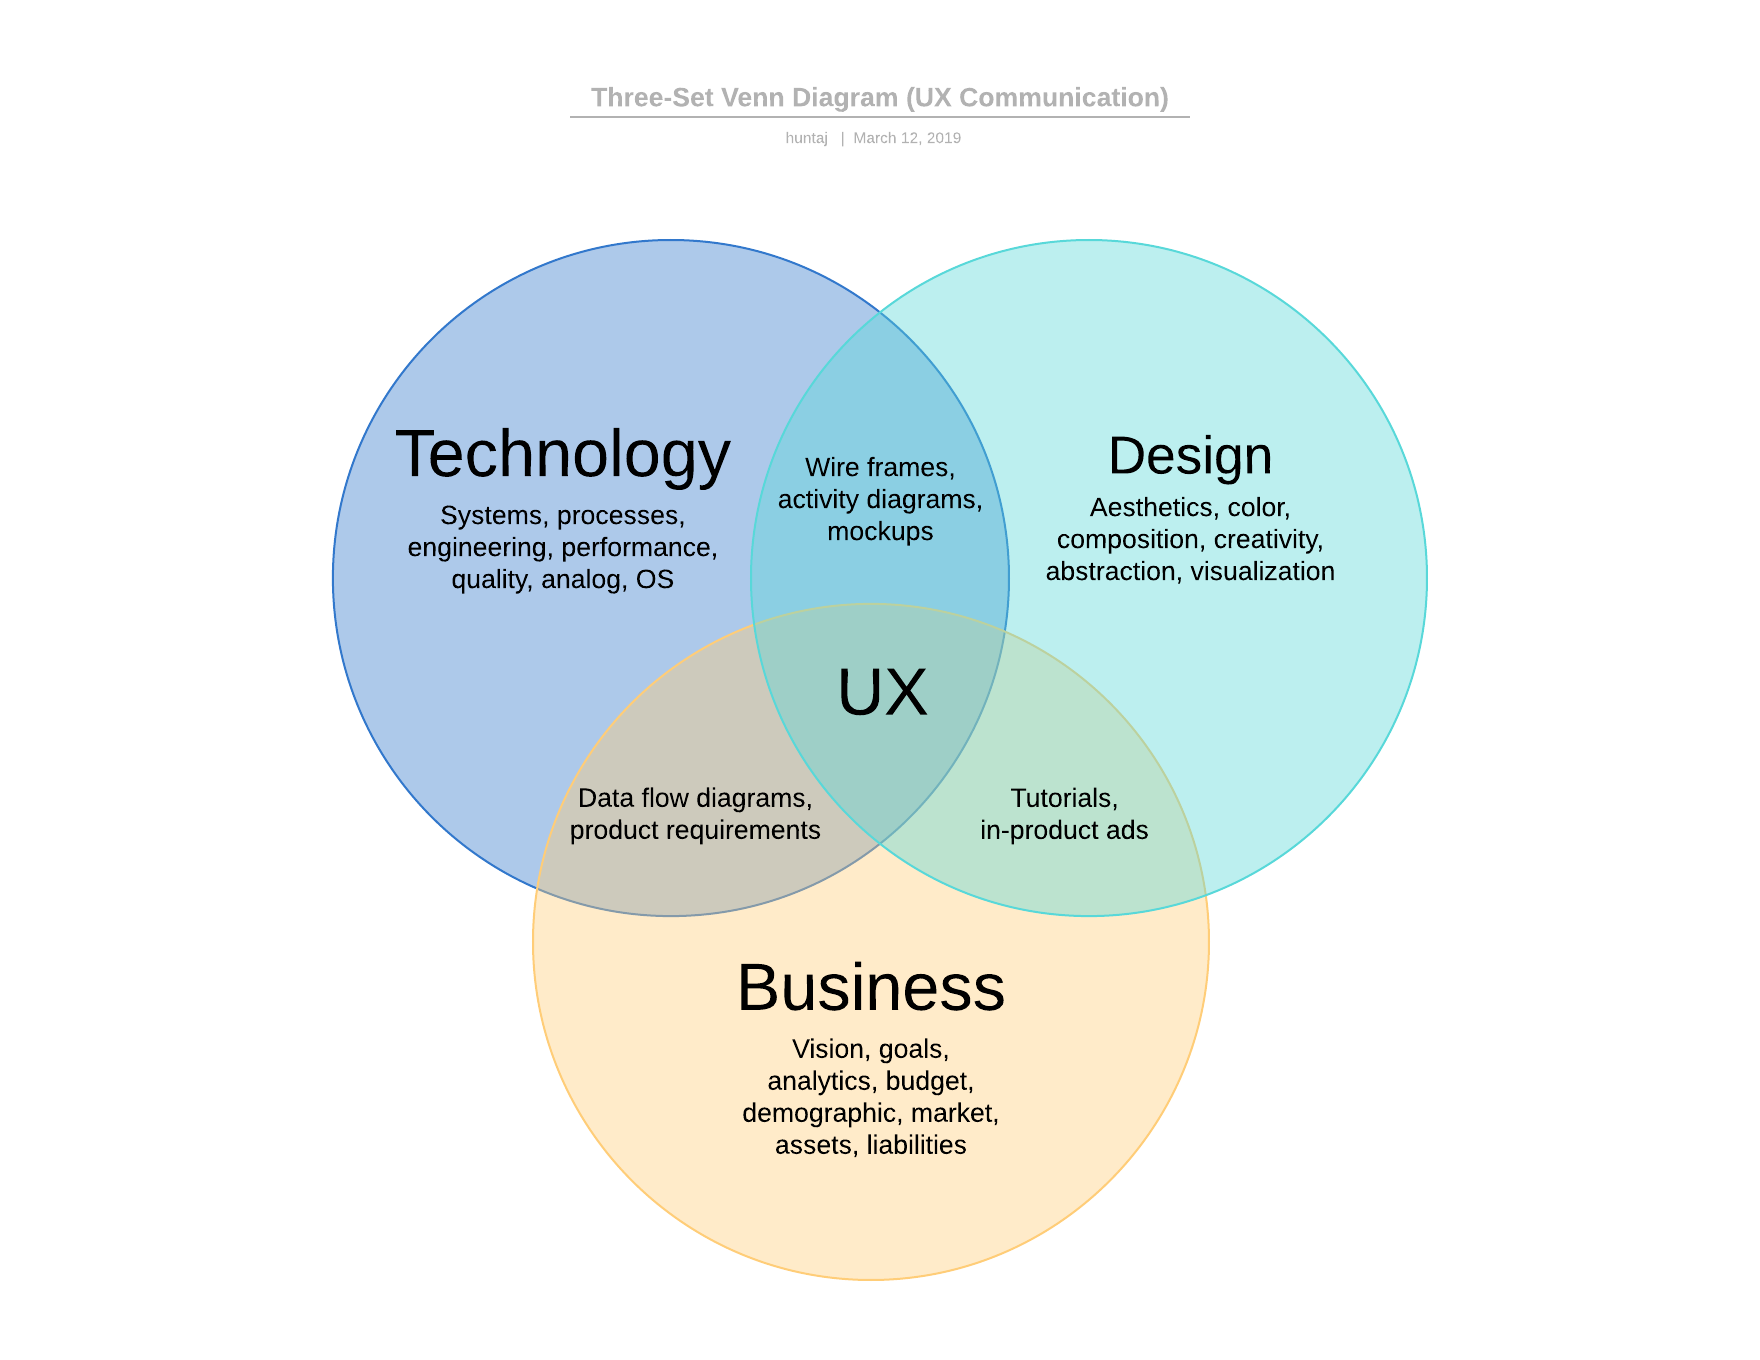 Three-Set Venn Diagram (UX Communication)
huntaj | March 12, 2019
Technology
Systems, processes,
engineering, performance,
quality, analog, OS
Wire frames,
activity diagrams,
mockups
Design
Aesthetics, color,
composition, creativity,
abstraction, visualization
UX
Data flow diagrams,
product requirements
Tutorials,
in-product ads
Business
Vision, goals,
analytics, budget,
demographic, market,
assets, liabilities